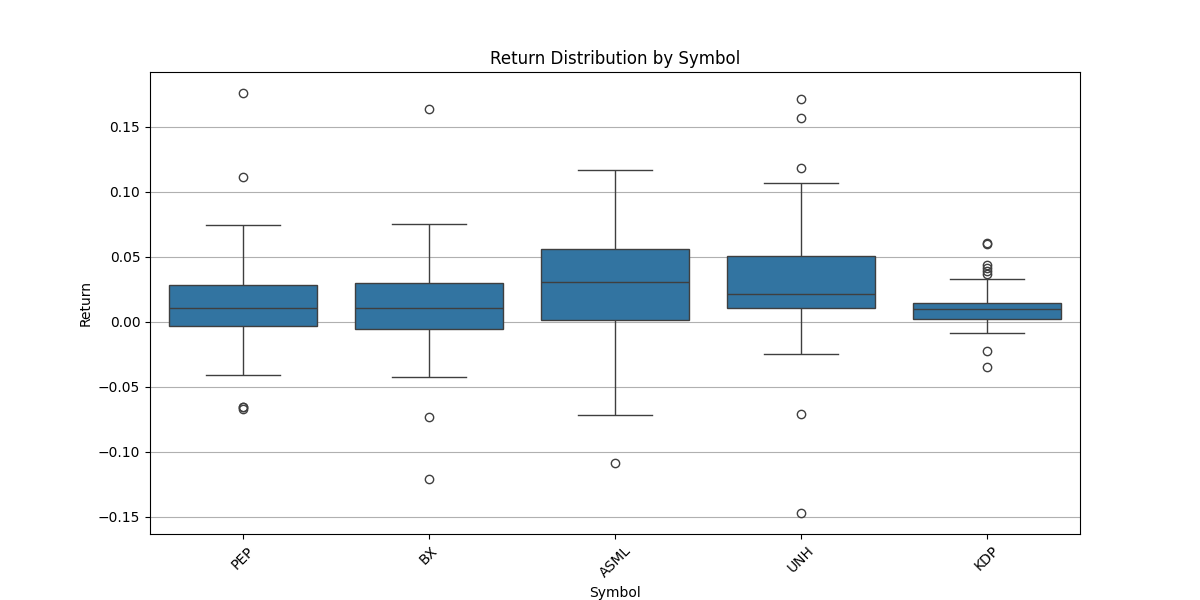 Return Distribution by Symbol
Return
0.15
0.10
0.05
0.00
−0.05
−0.10
−0.15
PEP
BX
ASML
UNH
KDP
Symbol